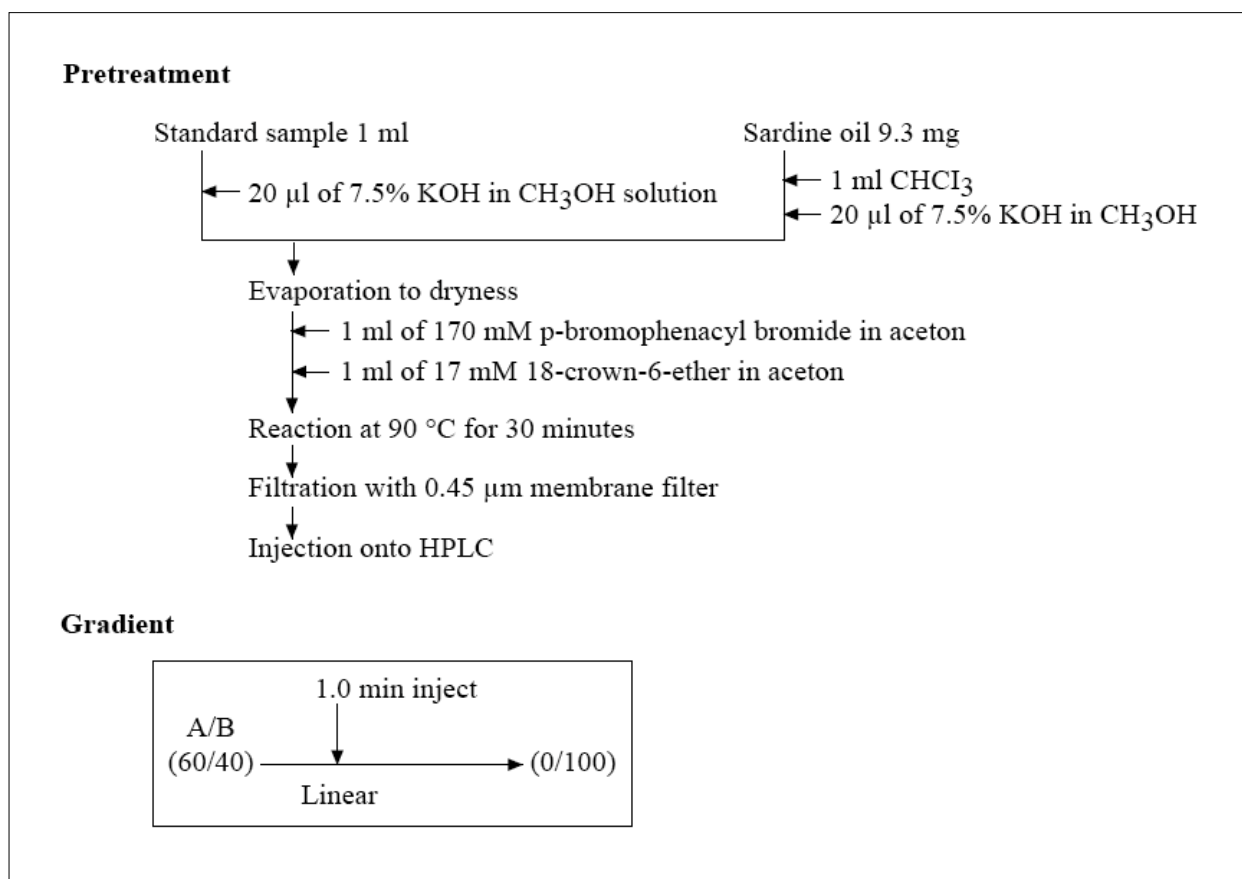 Pretreatment
Standard sample 1 ml
Sardine oil 9.3 mg
20 µl of 7.5% KOH in CH3OH solution
1 ml CHCI3
20 µl of 7.5% KOH in CH3OH
Evaporation to dryness
1 ml of 170 mM p-bromophenacyl bromide in aceton
1 ml of 17 mM 18-crown-6-ether in aceton
Reaction at 90 °C for 30 minutes
Filtration with 0.45 µm membrane filter
Injection onto HPLC
Gradient
1.0 min inject
A/B
(60/40)
(0/100)
Linear